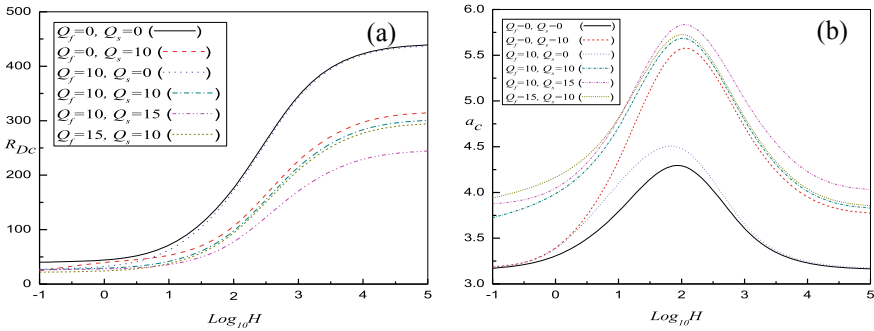 (a)
Q_f=0, Q_s=0 ( )
Q_f=0, Q_s=10 ( )
Q_f=10, Q_s=0 ( )
Q_f=10, Q_s=10 ( )
Q_f=10, Q_s=15 ( )
Q_f=15, Q_s=10 ( )
500
400
300
R_Dc
200
100
0
-1 0 1 2 3 4 5
Log_10H
(b)
Q_f=0, Q_s=0 ( )
Q_f=0, Q_s=10 ( )
Q_f=10, Q_s=0 ( )
Q_f=10, Q_s=10 ( )
Q_f=10, Q_s=15 ( )
Q_f=15, Q_s=10 ( )
6.0
5.5
5.0
a_c
4.5
4.0
3.5
3.0
-1 0 1 2 3 4 5
Log_10H